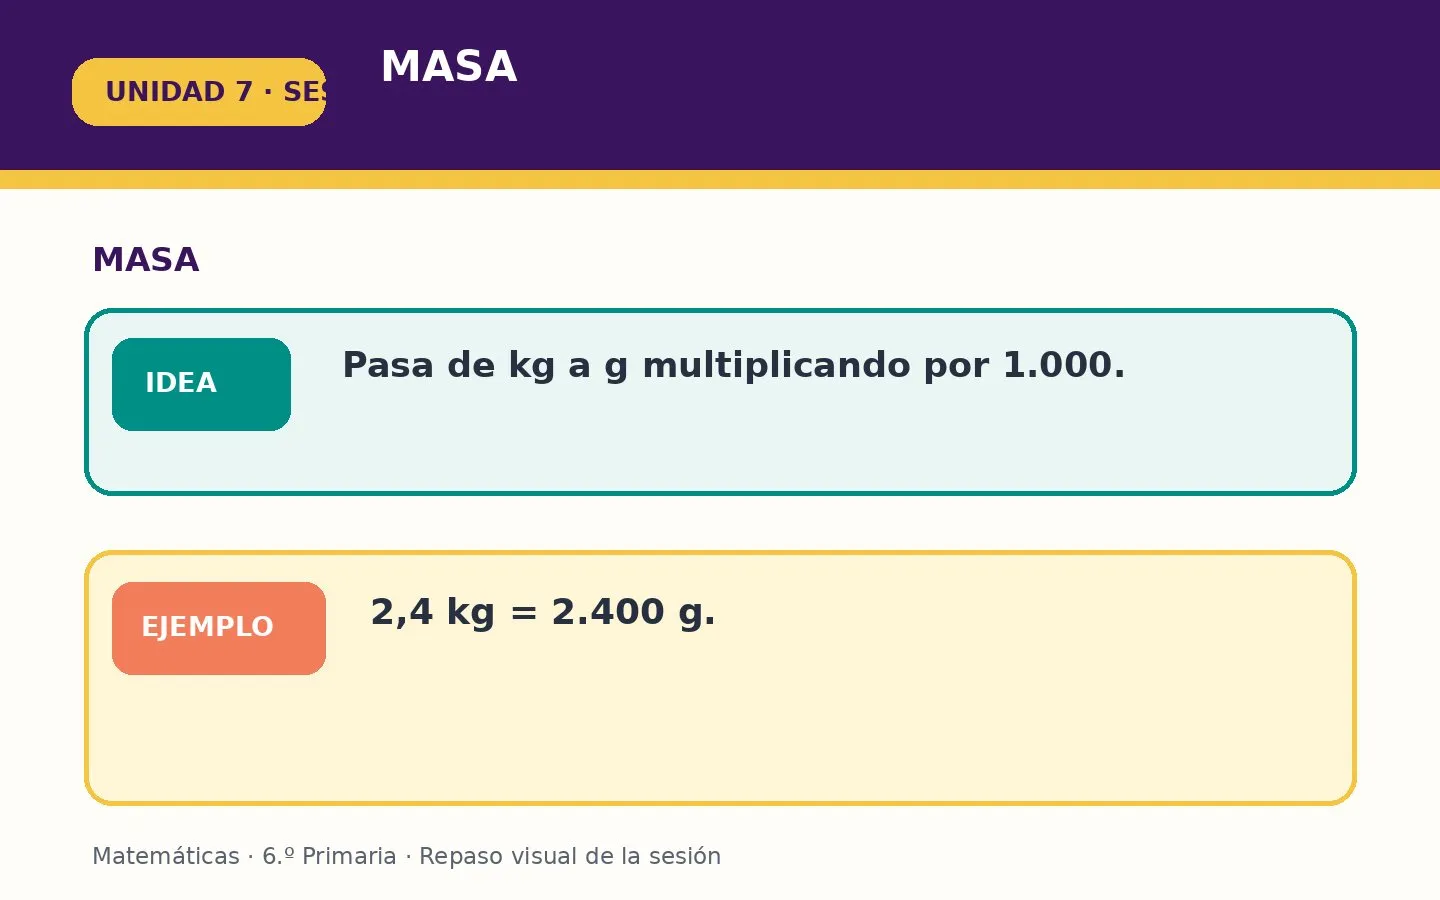 UNIDAD 7 · SES
MASA
MASA
IDEA
Pasa de kg a g multiplicando por 1.000.
EJEMPLO
2,4 kg = 2.400 g.
Matemáticas · 6.º Primaria · Repaso visual de la sesión